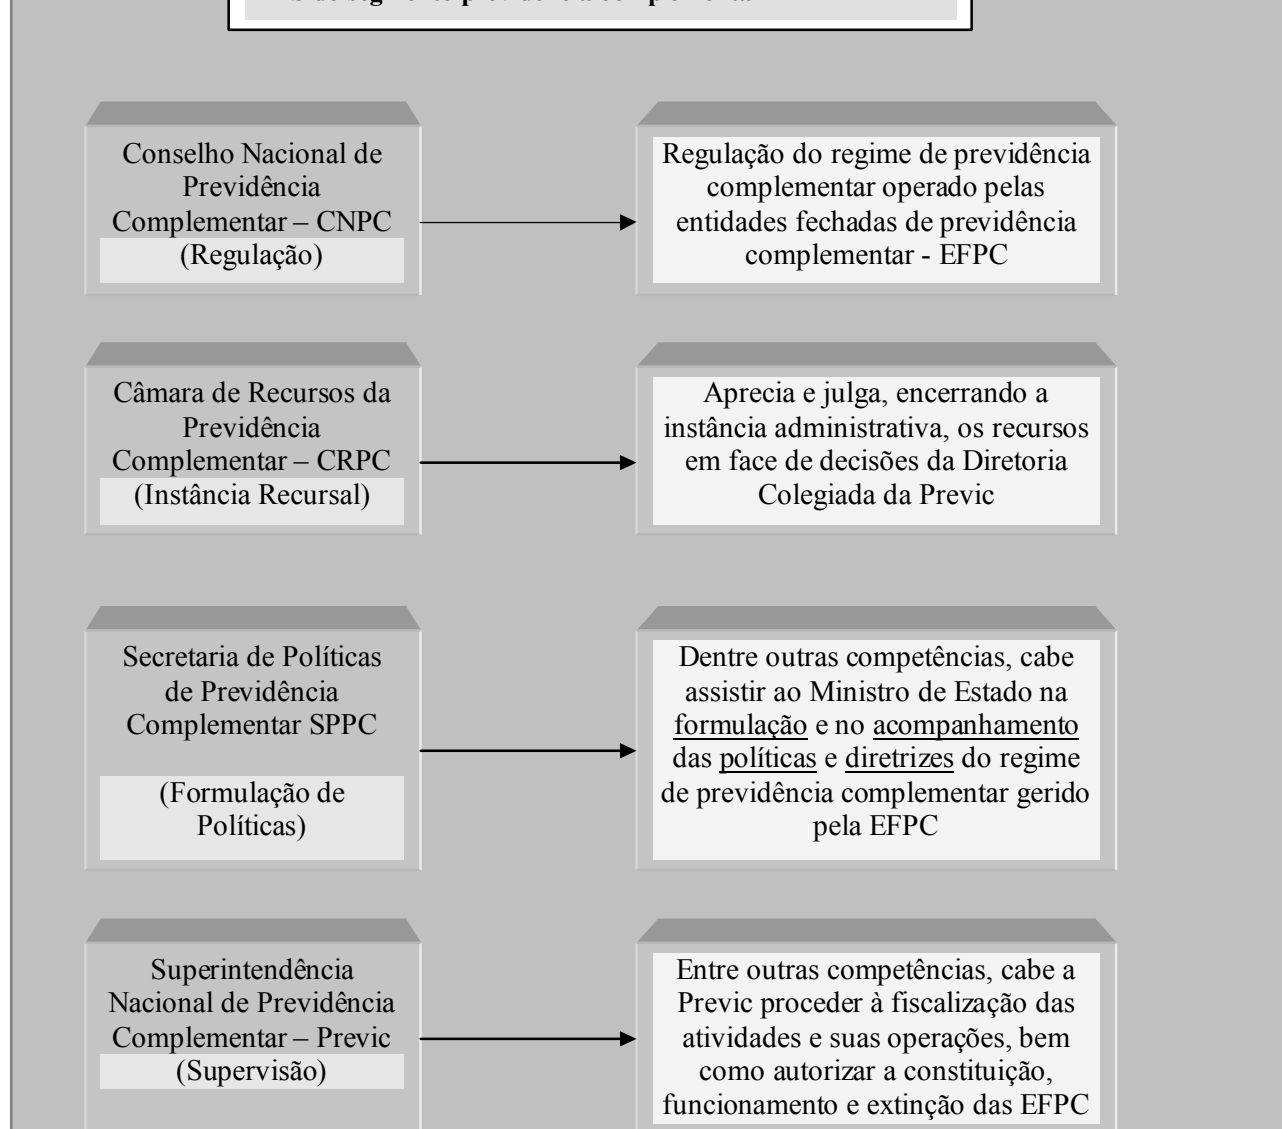 Conselho Nacional de
Previdência
Complementar – CNPC
(Regulação)
Regulação do regime de previdência
complementar operado pelas
entidades fechadas de previdência
complementar - EFPC
Câmara de Recursos da
Previdência
Complementar – CRPC
(Instância Recursal)
Aprecia e julga, encerrando a
instância administrativa, os recursos
em face de decisões da Diretoria
Colegiada da Previc
Secretaria de Políticas
de Previdência
Complementar SPPC
(Formulação de
Políticas)
Dentre outras competências, cabe
assistir ao Ministro de Estado na
formulação e no acompanhamento
das políticas e diretrizes do regime
de previdência complementar gerido
pela EFPC
Superintendência
Nacional de Previdência
Complementar – Previc
(Supervisão)
Entre outras competências, cabe a
Previc proceder à fiscalização das
atividades e suas operações, bem
como autorizar a constituição,
funcionamento e extinção das EFPC